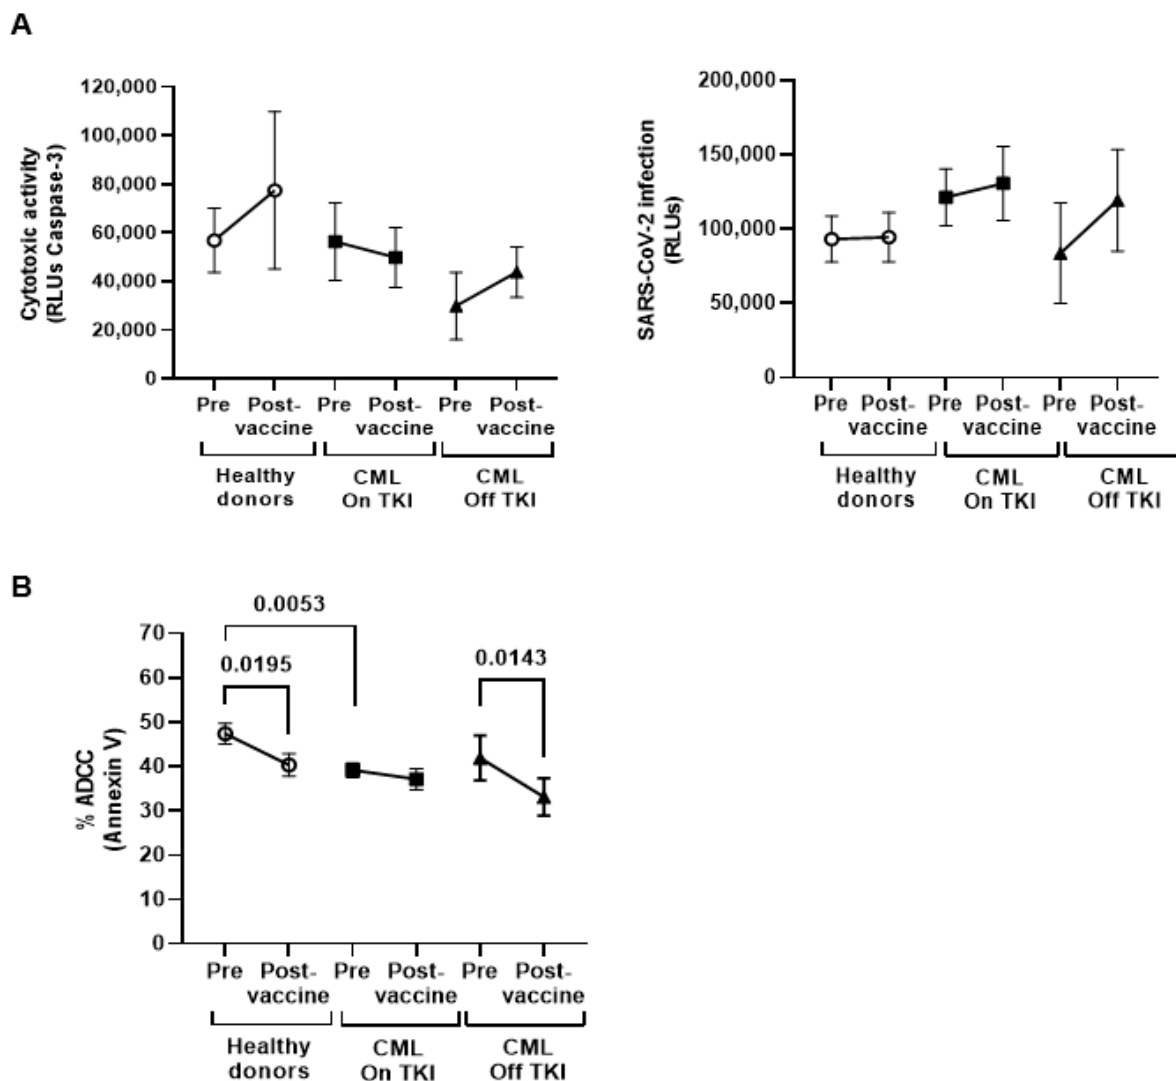 A
Cytotoxic activity
(RLUs Caspase-3)
120,000
100,000
80,000
60,000
40,000
20,000
0
Pre Post- Pre Post- Pre Post-
vaccine vaccine vaccine
Healthy
donors
CML
On TKI
CML
Off TKI
SARS-CoV-2 infection
(RLUs)
200,000
150,000
100,000
50,000
0
Pre Post- Pre Post- Pre Post-
vaccine vaccine vaccine
Healthy
donors
CML
On TKI
CML
Off TKI
B
% ADCC
(Annexin V)
70
60
50
40
30
20
10
0
0.0053
0.0195
0.0143
Pre Post- Pre Post- Pre Post-
vaccine vaccine vaccine
Healthy
donors
CML
On TKI
CML
Off TKI